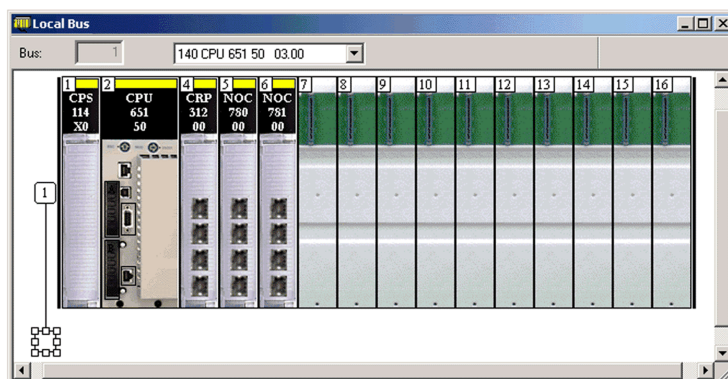 Local Bus
Bus: 1 140 CPU 651 50 03.00
1 2 4 5 6 7 8 9 10 11 12 13 14 15 16
CPS CPU CRP NOC NOC
114 651 312 780 781
X0 50 00 00 00
1